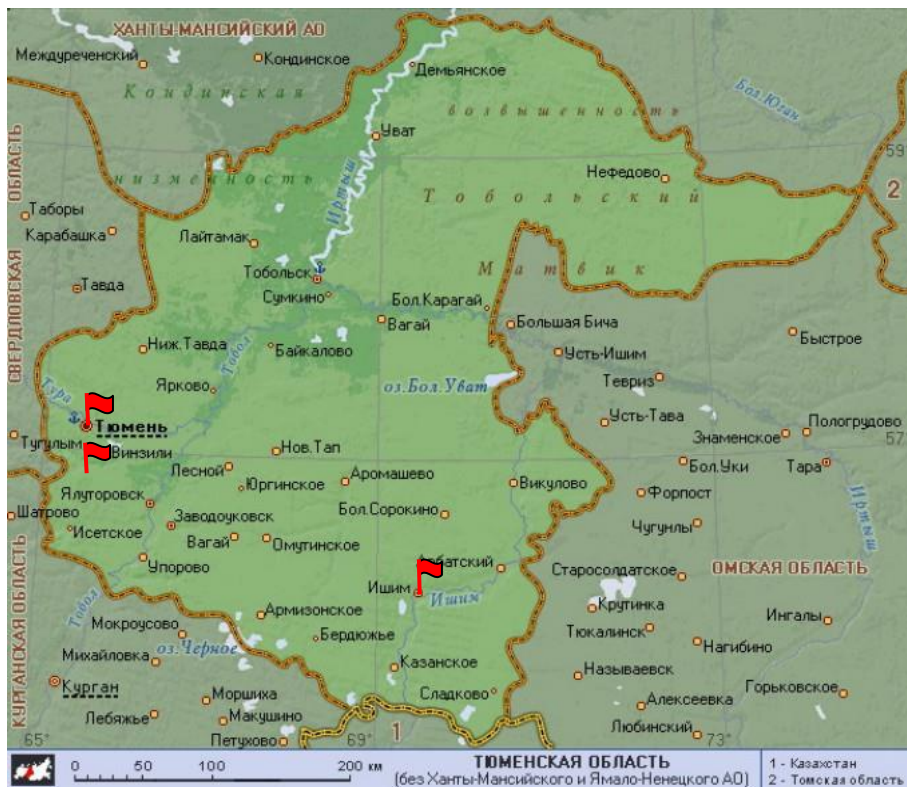 ХАНТЫ-МАНСИЙСКИЙ АО
Междуреченский
Кондинское
Демьянское
Кондинская
возвышенность
Бол.Юган
Уват
59
низменность
Нефедово
2
Тобольский
Иртыш
СВЕРДЛОВСКАЯ ОБЛАСТЬ
Таборы
Карабашка
Лайтамак
Тобольск
Матвик
Тавда
Сумкино
Бол.Карагай
Вагай
Большая Бича
Быстрое
Ниж.Тавда
Тобол
Байкалово
Усть-Ишим
Ярково
оз.Бол.Уват
Тевриз
Тура
Тюмень
Усть-Тава
Пологрудово
Знаменское
57
Тугулым
Винзили
Нов.Тап
Лесной
Аромашево
Бол.Уки
Тара
Юргинское
Викулово
Форпост
Ялуторовск
Шатрово
Заводоуковск
Бол.Сорокино
Чугунлы
Иртыш
Исетское
Вагай
Омутинское
Упорово
Старосолдатское
ОМСКАЯ ОБЛАСТЬ
Ишим
Ишим
КУРГАНСКАЯ ОБЛАСТЬ
Тобол
Армизонское
Крутинка
Мокроусово
Бердюжье
Тюкалинск
Ингалы
оз.Черное
Нагибино
Михайловка
Казанское
Называевск
Курган
Сладково
Горьковское
Моршиха
Алексеевка
Лебяжье
Макушино
Любинский
Петухово
1
65°
69°
73°
0 50 100 200 км
ТЮМЕНСКАЯ ОБЛАСТЬ
(без Ханты-Мансийского и Ямало-Ненецкого АО)
1 - Казахстан
2 - Томская область